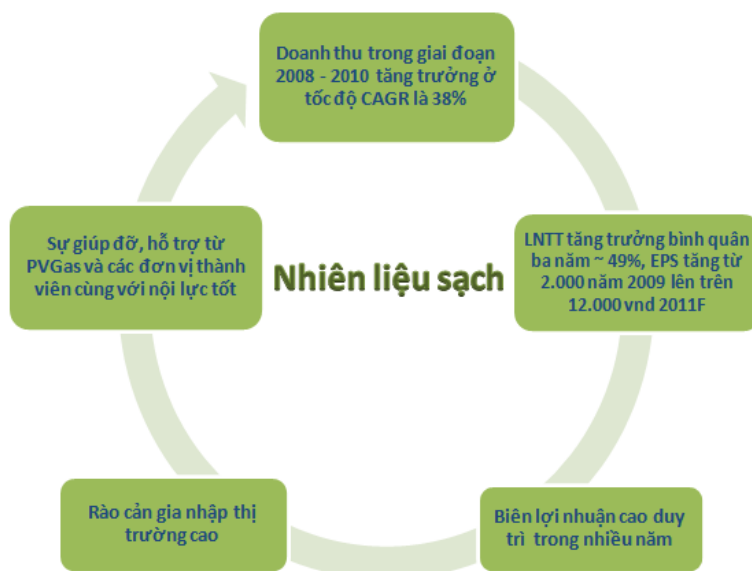 Doanh thu trong giai đoạn
2008 - 2010 tăng trưởng ở
tốc độ CAGR là 38%
LNTT tăng trưởng bình quân
ba năm ~ 49%, EPS tăng từ
2.000 năm 2009 lên trên
12.000 vnd 2011F
Biên lợi nhuận cao duy
trì trong nhiều năm
Rào cản gia nhập thị
trường cao
Sự giúp đỡ, hỗ trợ từ
PVGas và các đơn vị thành
viên cùng với nội lực tốt
Nhiên liệu sạch